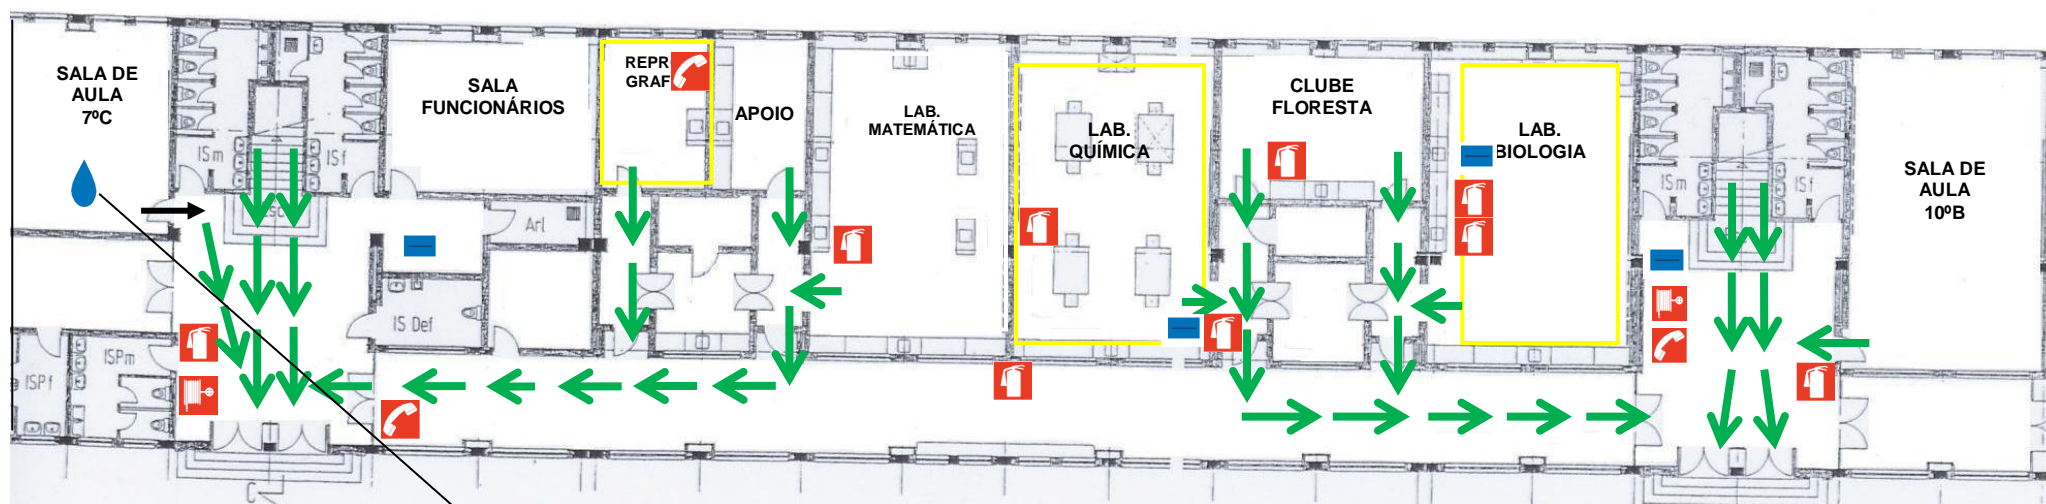 SALA DE
AULA
7ºC
SALA
FUNCIONÁRIOS
REPR
GRAF
APOIO
LAB.
MATEMÁTICA
LAB.
QUÍMICA
CLUBE
FLORESTA
LAB.
BIOLOGIA
SALA DE
AULA
10ºB
ISm
ISf
Arl
IS Def
ISPf
ISPm
ISm
ISf